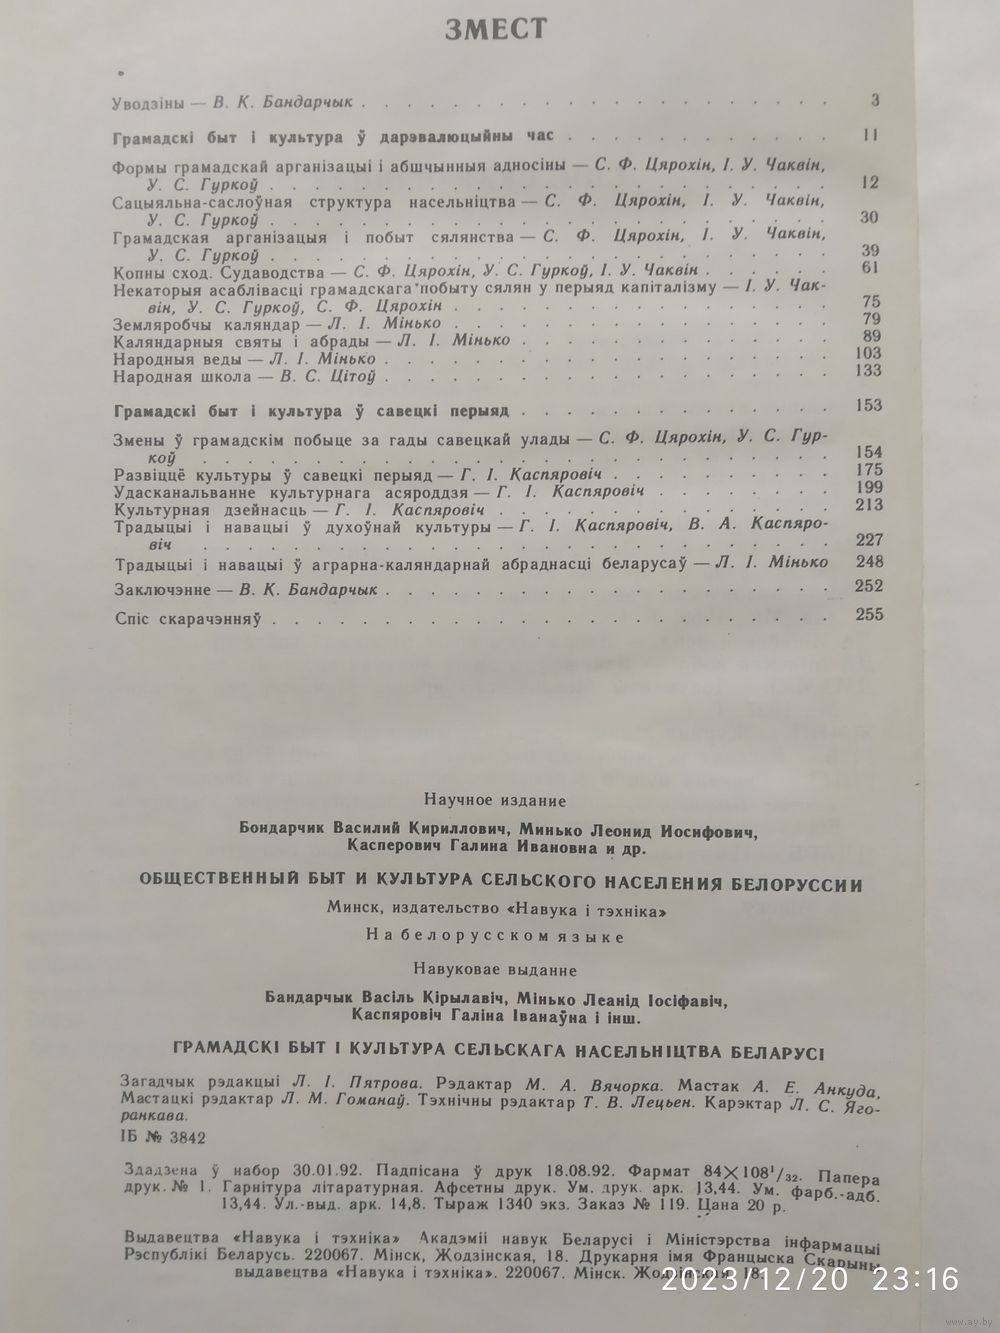 ЗМЕСТ
Уводзіны — В. К. Бандарчык . . . . . . . . . . . . . . . . . 3
Грамадскі быт і культура ў дарэвалюцыйны час . . . . . . . . . . . . 11
Формы грамадскай арганізацыі і абшчынныя адносіны — С. Ф. Цярохін, І. У. Чаквін,
У. С. Гуркоў . . . . . . . . . . . . . . . . . . . . 12
Сацыяльна-саслоўная структура насельніцтва — С. Ф. Цярохін, І. У. Чаквін,
У. С. Гуркоў . . . . . . . . . . . . . . . . . . . . 30
Грамадская арганізацыя і побыт сялянства — С. Ф. Цярохін, І. У. Чаквін,
У. С. Гуркоў . . . . . . . . . . . . . . . . . . . . 39
Копны сход. Судаводства — С. Ф. Цярохін, У. С. Гуркоў, І. У. Чаквін . . . . . . 61
Некаторыя асаблівасці грамадскага побыту сялян у перыяд капіталізму — І. У. Чак-
він, У. С. Гуркоў, С. Ф. Цярохін . . . . . . . . . . . . . . 75
Земляробчы каляндар — Л. І. Мінько . . . . . . . . . . . . . . 79
Каляндарныя святы і абрады — Л. І. Мінько . . . . . . . . . . . . 89
Народныя веды — Л. І. Мінько . . . . . . . . . . . . . . . . 103
Народная школа — В. С. Цітоў . . . . . . . . . . . . . . . . 133
Грамадскі быт і культура ў савецкі перыяд . . . . . . . . . . . . . 153
Змены ў грамадскім побыце за гады савецкай улады — С. Ф. Цярохін, У. С. Гур-
коў . . . . . . . . . . . . . . . . . . . . . . . 154
Развіццё культуры ў савецкі перыяд — Г. І. Каспяровіч . . . . . . . . . 175
Удасканальванне культурнага асяроддзя — Г. І. Каспяровіч . . . . . . . . 199
Культурная дзейнасць — Г. І. Каспяровіч . . . . . . . . . . . . . 213
Традыцыі і навацыі ў духоўнай культуры — Г. І. Каспяровіч, В. А. Каспяро-
віч . . . . . . . . . . . . . . . . . . . . . . . 227
Традыцыі і навацыі ў аграрна-каляндарнай абраднасці беларусаў — Л. І. Мінько 248
Заключэнне — В. К. Бандарчык . . . . . . . . . . . . . . . . 252
Спіс скарачэнняў . . . . . . . . . . . . . . . . . . . . 255
Научное издание
Бондарчик Василий Кириллович, Минько Леонид Иосифович,
Касперович Галина Ивановна и др.
ОБЩЕСТВЕННЫЙ БЫТ И КУЛЬТУРА СЕЛЬСКОГО НАСЕЛЕНИЯ БЕЛОРУССИИ
Минск, издательство «Навука і тэхніка»
На белорусском языке
Навуковае выданне
Бандарчык Васіль Кірылавіч, Мінько Леанід Іосіфавіч,
Каспяровіч Галіна Іванаўна і інш.
ГРАМАДСКІ БЫТ І КУЛЬТУРА СЕЛЬСКАГА НАСЕЛЬНІЦТВА БЕЛАРУСІ
Загадчык рэдакцыі Л. І. Пятрова. Рэдактар М. А. Вячорка. Мастак А. Е. Анкуда,
Мастацкі рэдактар Л. М. Гоманаў. Тэхнічны рэдактар Т. В. Лецьен. Карэктар Л. С. Яго-
ранкава.
ІБ № 3842
Здадзена ў набор 30.01.92. Падпісана ў друк 18.08.92. Фармат 84×108¹/₃₂. Папера
друк. № 1. Гарнітура літаратурная. Афсетны друк. Ум. друк. арк. 13,44. Ум. фарб.-адб.
13,44. Ул.-выд. арк. 14,8. Тыраж 1340 экз. Заказ № 119. Цана 20 р.
Выдавецтва «Навука і тэхніка» Акадэміі навук Беларусі і Міністэрства інфармацыі
Рэспублікі Беларусь. 220067. Мінск, Жодзінская, 18. Друкарня імя Францыска Скарыны
выдавецтва «Навука і тэхніка». 220067. Мінск. Жодзінская, 18.
2023/12/20 23:16
www.ay.by